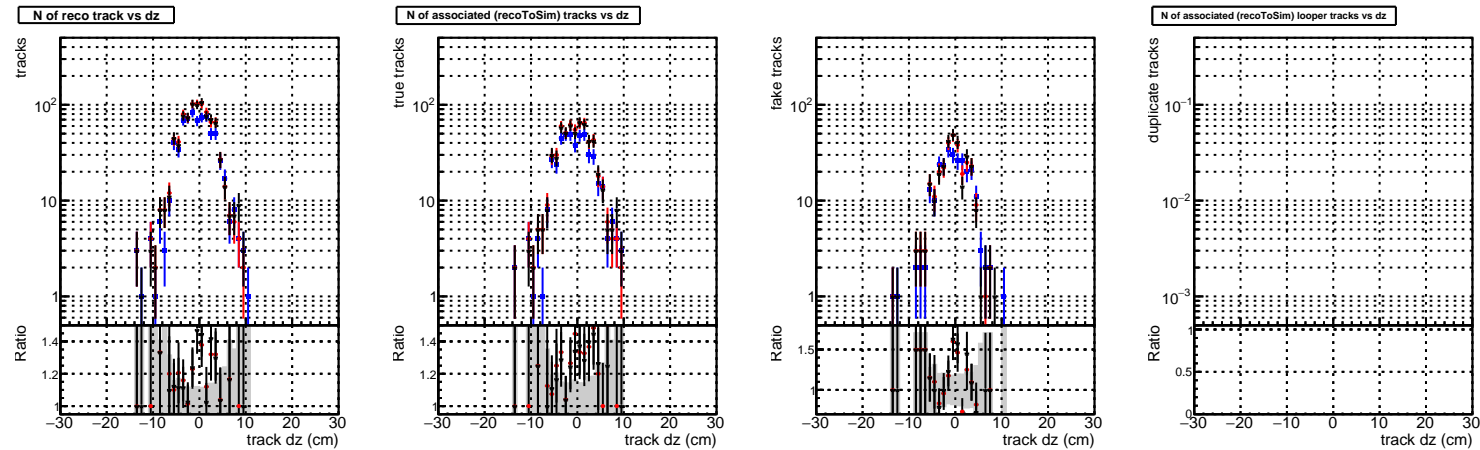 N of reco track vs dz
tracks
10²
10
1
Ratio
1.4
1.2
1
−30 −20 −10 0 10 20 30
track dz (cm)
N of associated (recoToSim) tracks vs dz
true tracks
10²
10
1
Ratio
1.4
1.2
1
−30 −20 −10 0 10 20 30
track dz (cm)
fake tracks
10²
10
1
Ratio
1.5
1
−30 −20 −10 0 10 20 30
track dz (cm)
N of associated (recoToSim) looper tracks vs dz
duplicate tracks
10⁻¹
10⁻²
10⁻³
Ratio
1
0.5
0
−30 −20 −10 0 10 20 30
track dz (cm)